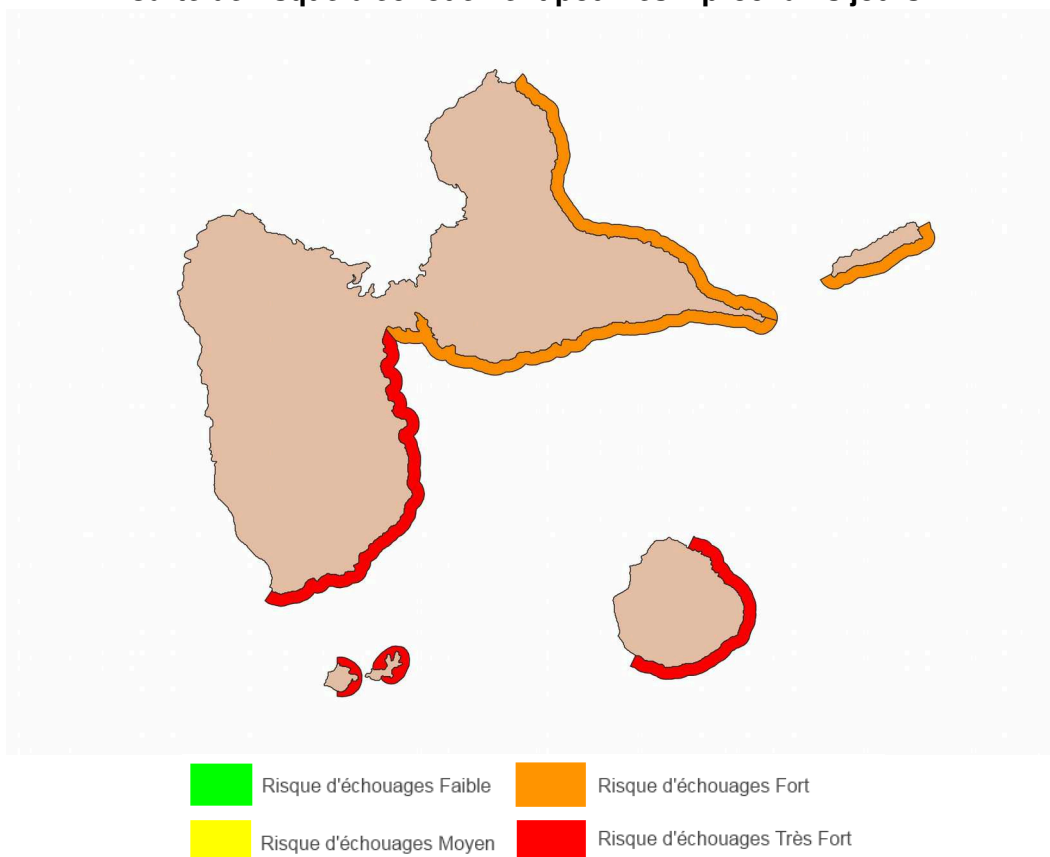 Risque d'échouages Faible
Risque d'échouages Fort
Risque d'échouages Moyen
Risque d'échouages Très Fort